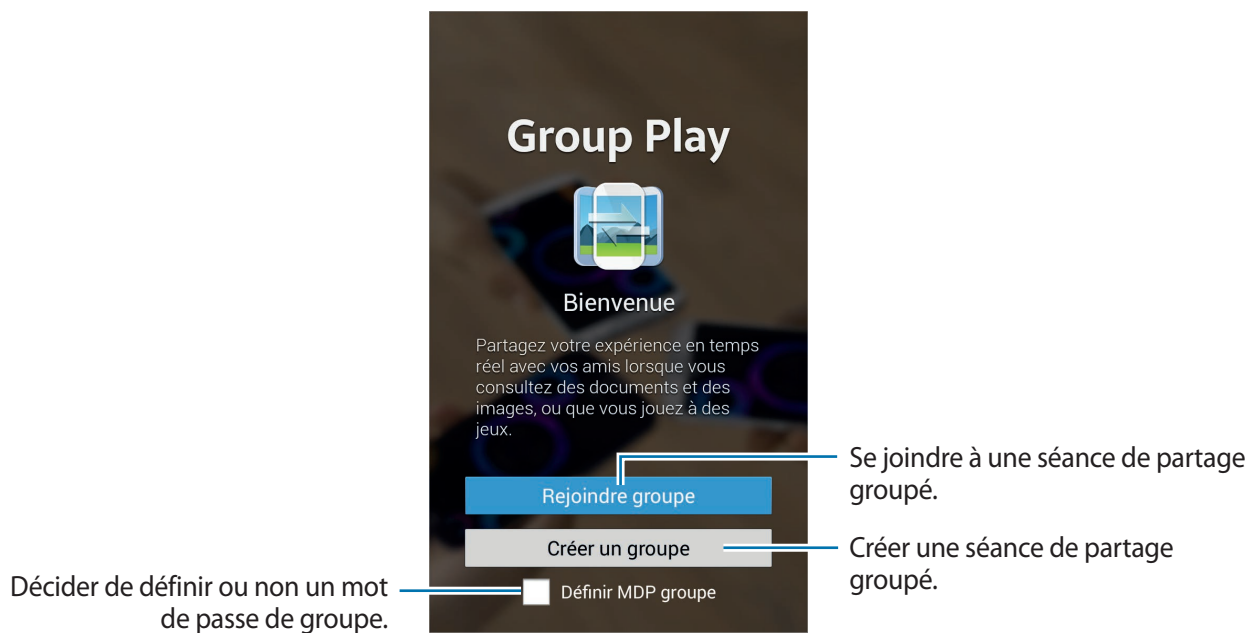 Group Play
Bienvenue
Partagez votre expérience en temps
réel avec vos amis lorsque vous
consultez des documents et des
images, ou que vous jouez à des
jeux.
Rejoindre groupe
Se joindre à une séance de partage
groupé.
Créer un groupe
Créer une séance de partage
groupé.
Définir MDP groupe
Décider de définir ou non un mot
de passe de groupe.